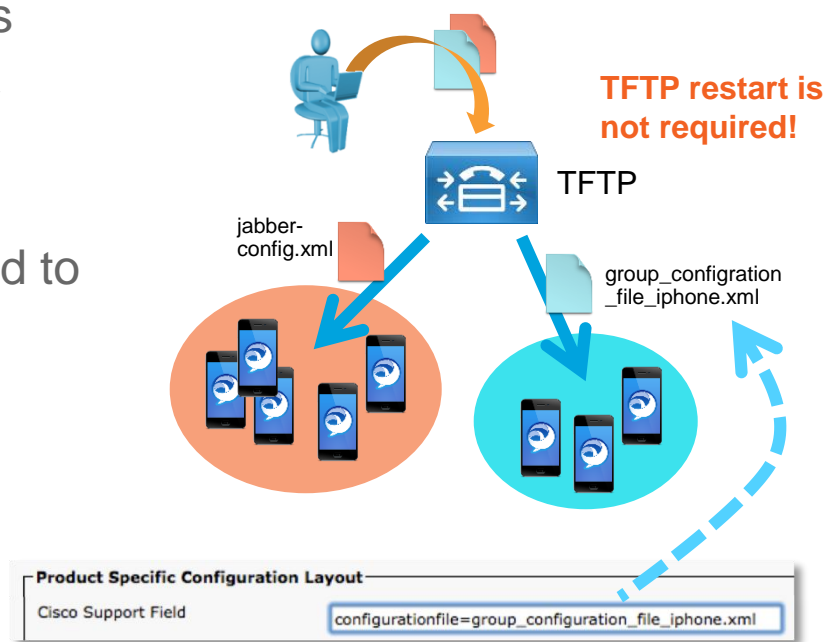 s
TFTP restart is
not required!
TFTP
jabber-
config.xml
d to
group_configration
_file_iphone.xml
Product Specific Configuration Layout
Cisco Support Field
configurationfile=group_configuration_file_iphone.xml